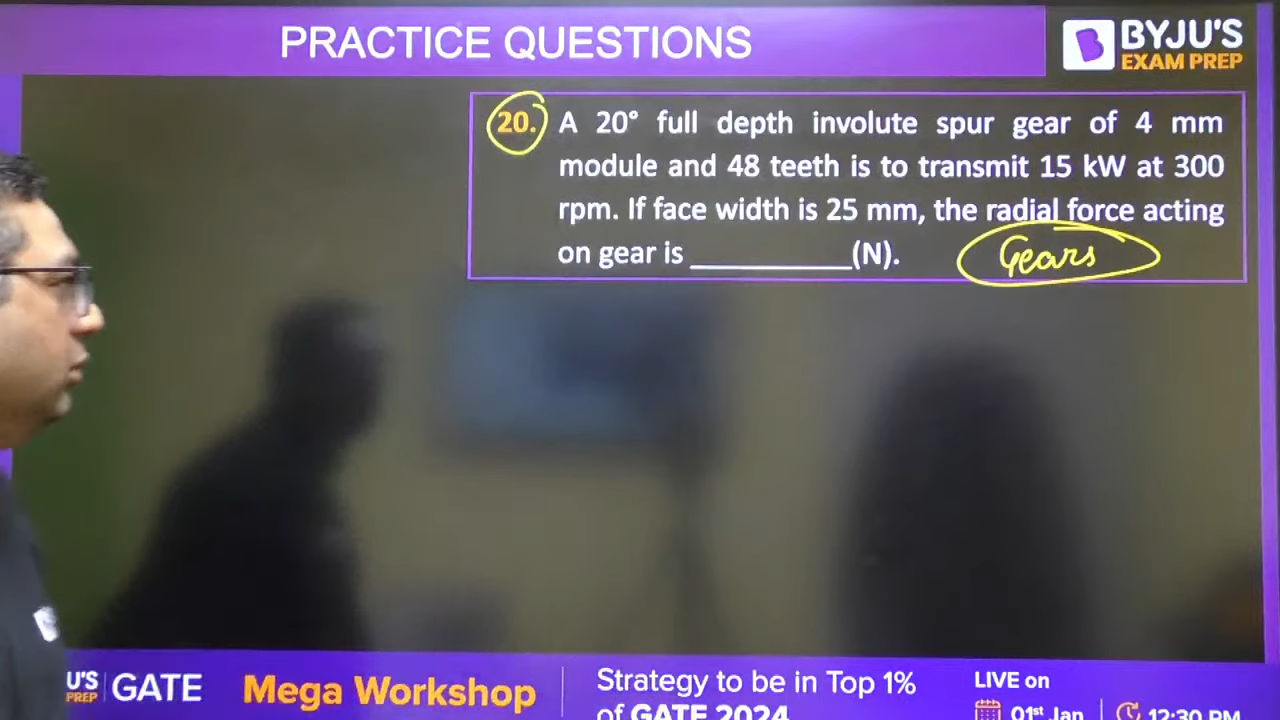 PRACTICE QUESTIONS
BYJU'S
EXAM PREP
20. A 20° full depth involute spur gear of 4 mm
module and 48 teeth is to transmit 15 kW at 300
rpm. If face width is 25 mm, the radial force acting
on gear is __________(N).
Gears
U'S
PREP
GATE
Mega Workshop
Strategy to be in Top 1%
of GATE 2024
LIVE on
01st Jan
12:30 PM